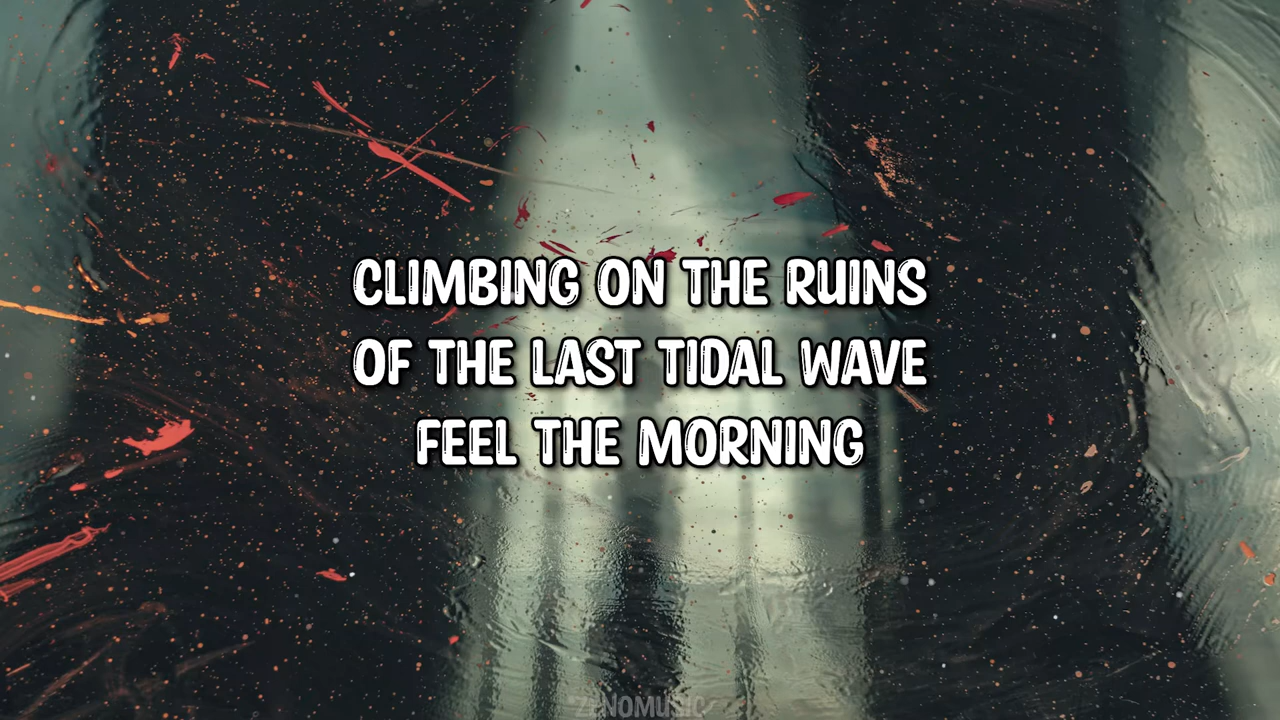 CLIMBING ON THE RUINS
OF THE LAST TIDAL WAVE
FEEL THE MORNING